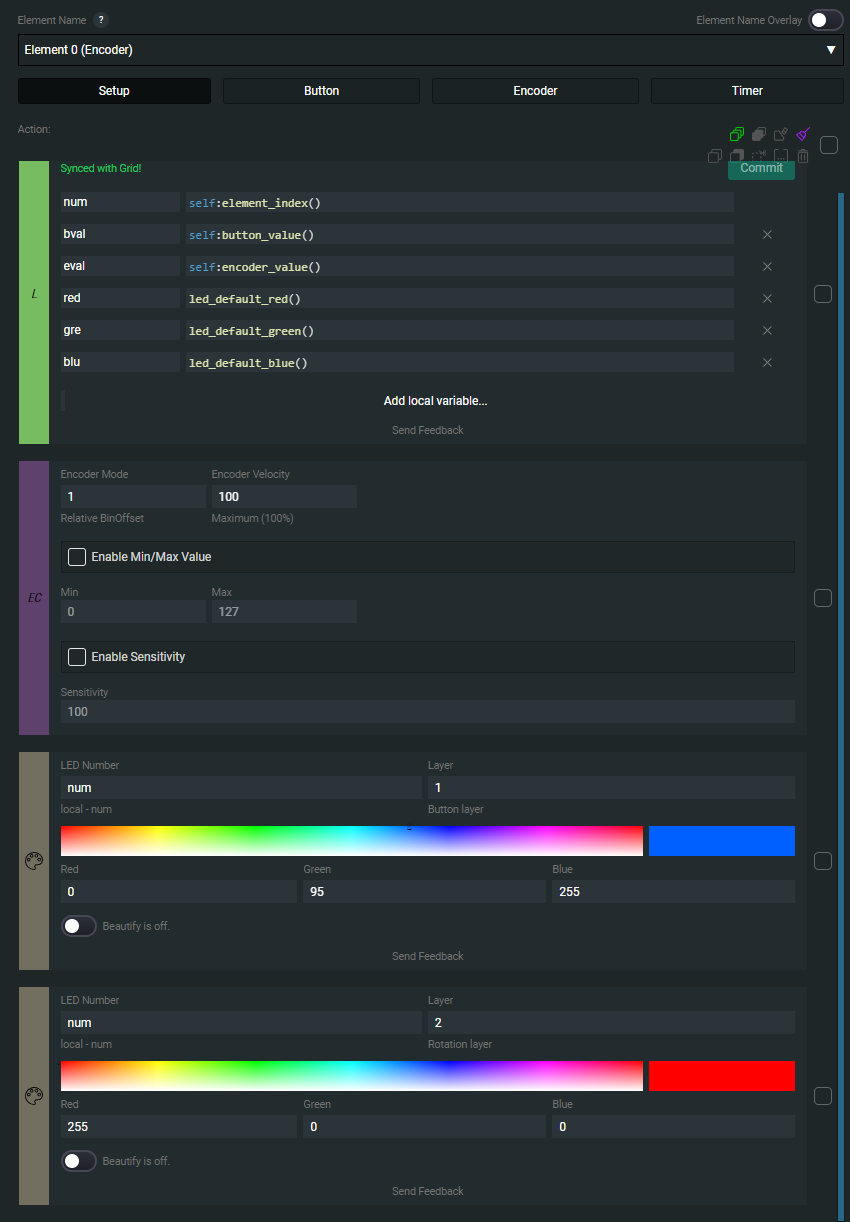 Element Name ? Element Name Overlay
Element 0 (Encoder) ▼
Setup Button Encoder Timer
Action:
Synced with Grid! Commit
num self:element_index()
bval self:button_value()
eval self:encoder_value()
L
red led_default_red()
gre led_default_green()
blu led_default_blue()
Add local variable...
Send Feedback
Encoder Mode Encoder Velocity
1 100
Relative BinOffset Maximum (100%)
Enable Min/Max Value
EC
Min Max
0 127
Enable Sensitivity
Sensitivity
100
LED Number Layer
num 1
local - num Button layer
Red Green Blue
0 95 255
Beautify is off.
Send Feedback
LED Number Layer
num 2
local - num Rotation layer
Red Green Blue
255 0 0
Beautify is off.
Send Feedback